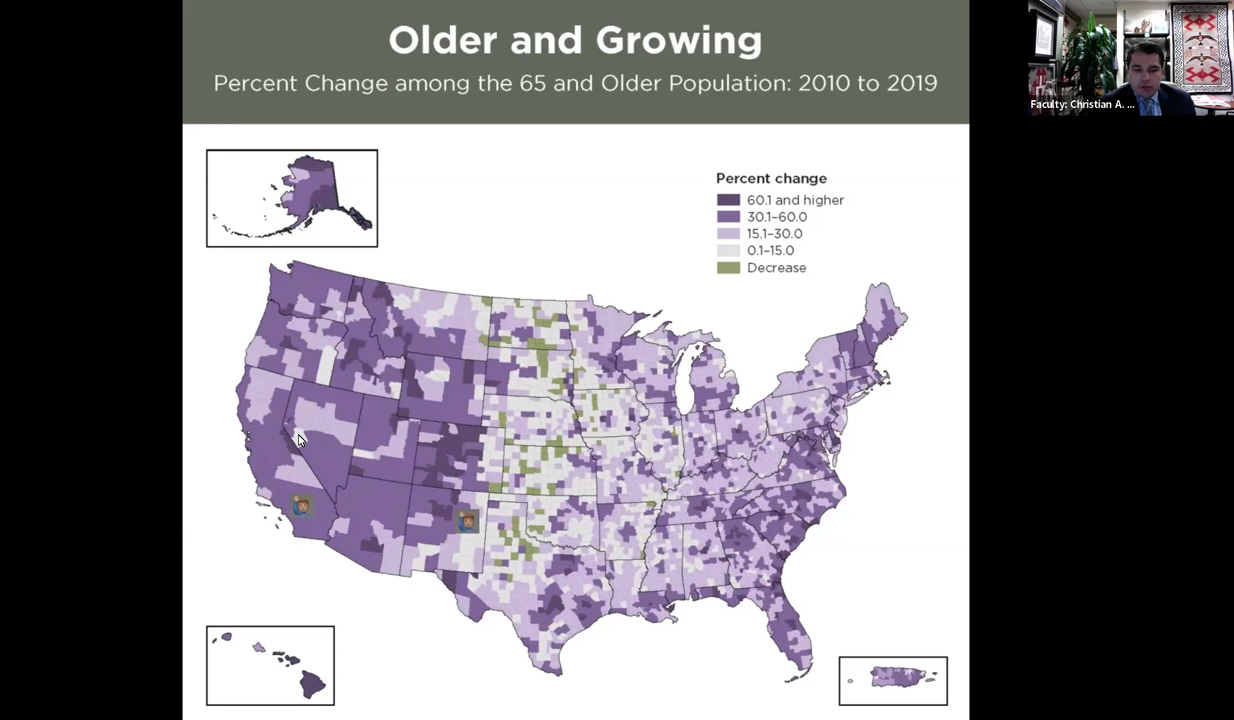 Older and Growing
Percent Change among the 65 and Older Population: 2010 to 2019
Faculty: Christian A. ...
Percent change
60.1 and higher
30.1–60.0
15.1–30.0
0.1–15.0
Decrease